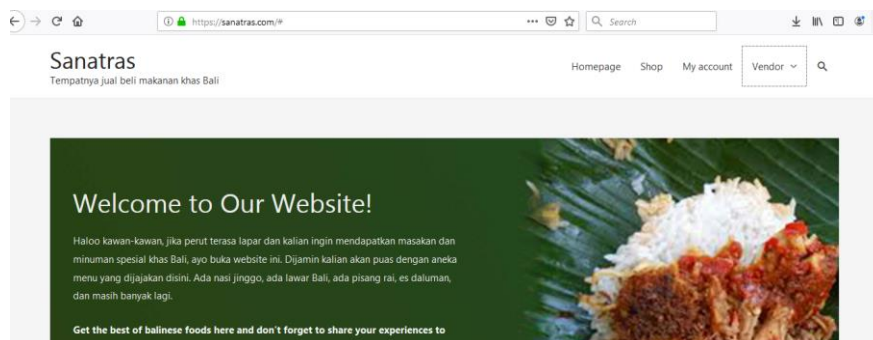 https://sanatras.com/#
Search
Sanatras
Tempatnya jual beli makanan khas Bali
Homepage Shop My account Vendor
Welcome to Our Website!
Haloo kawan-kawan, jika perut terasa lapar dan kalian ingin mendapatkan masakan dan
minuman spesial khas Bali, ayo buka website ini. Dijamin kalian akan puas dengan aneka
menu yang dijajakan disini. Ada nasi jinggo, ada lawar Bali, ada pisang rai, es daluman,
dan masih banyak lagi.
Get the best of balinese foods here and don't forget to share your experiences to